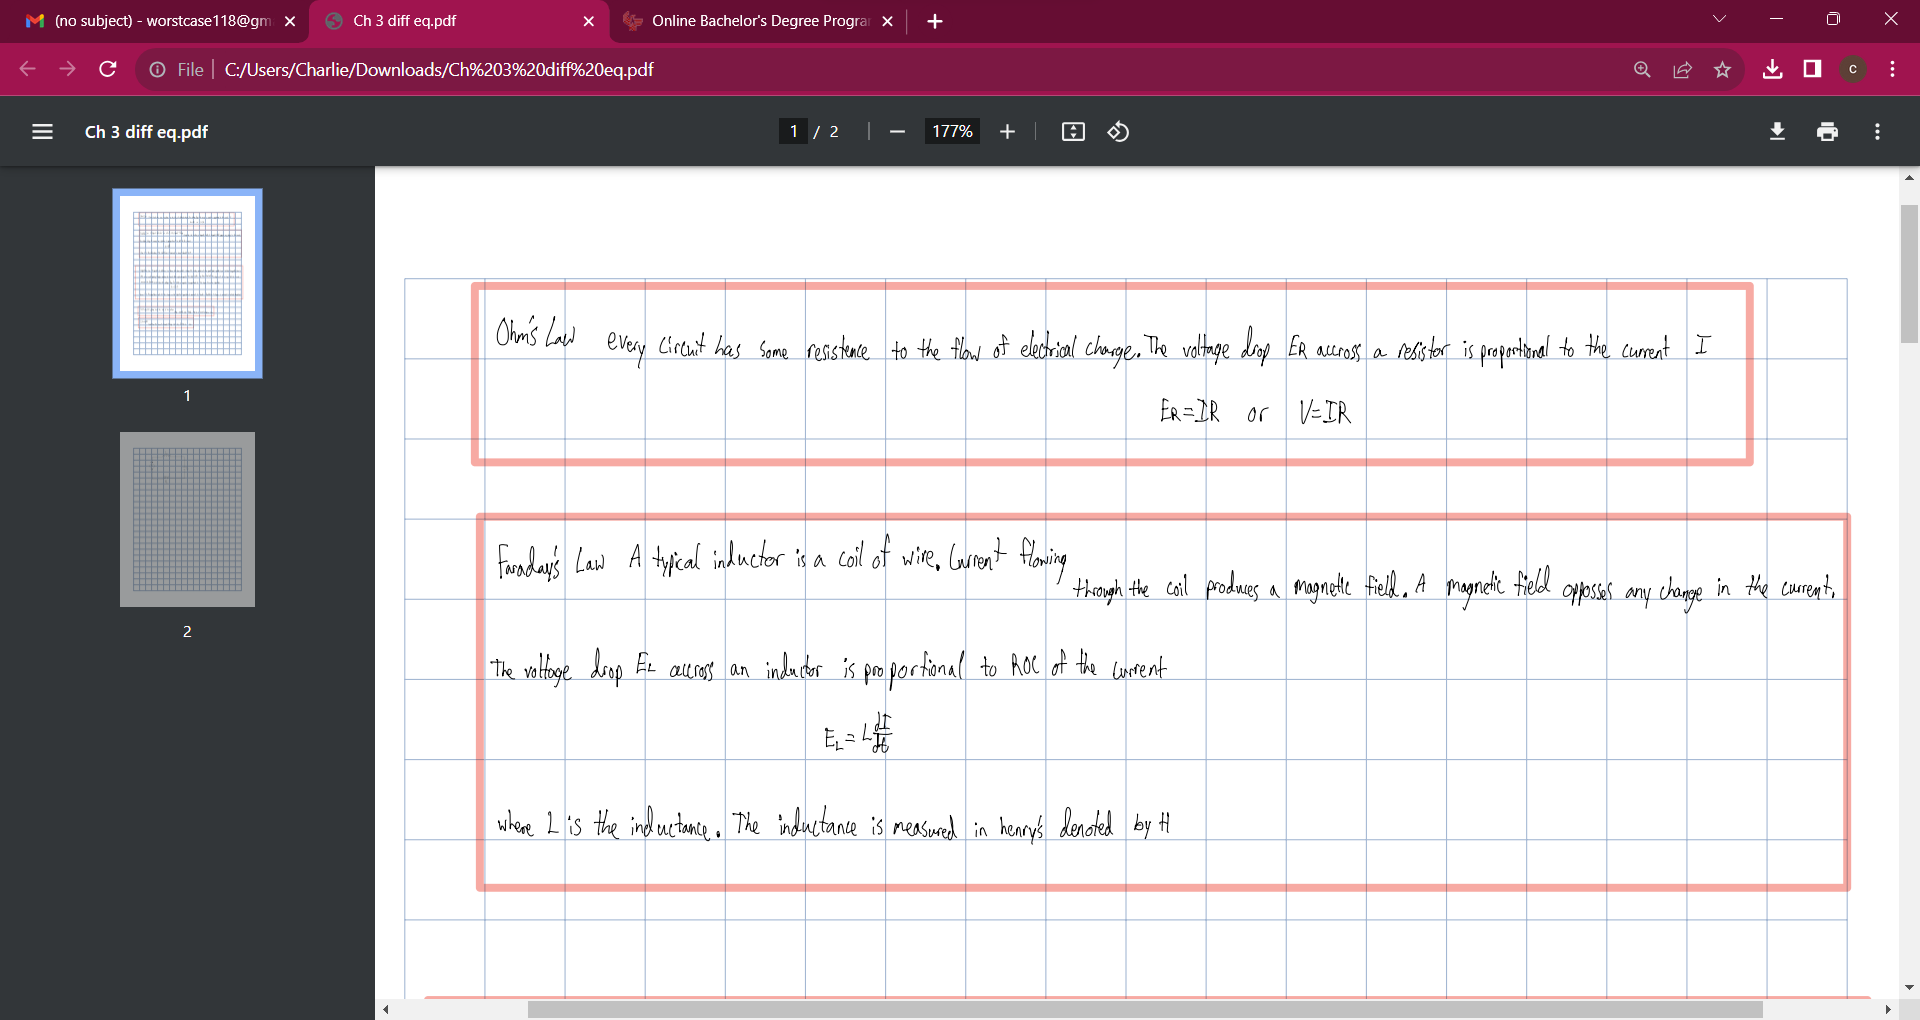 (no subject) - worstcase118@gm
Ch 3 diff eq.pdf
Online Bachelor's Degree Progra
File
C:/Users/Charlie/Downloads/Ch%203%20diff%20eq.pdf
c
Ch 3 diff eq.pdf
1 / 2
177%
1
2
Ohm's Law every circuit has some resistence to the flow of electrical charge. The voltage drop ER accross a resistor is proportional to the current I
ER=IR or V=IR
Faraday's Law A typical inductor is a coil of wire. Current flowing
through the coil produces a magnetic field. A magnetic field opposses any change in the current.
The voltage drop EL accross an inductor is proportional to ROC of the current
EL = L dI/dt
where L is the inductance. The inductance is measured in henry's denoted by H